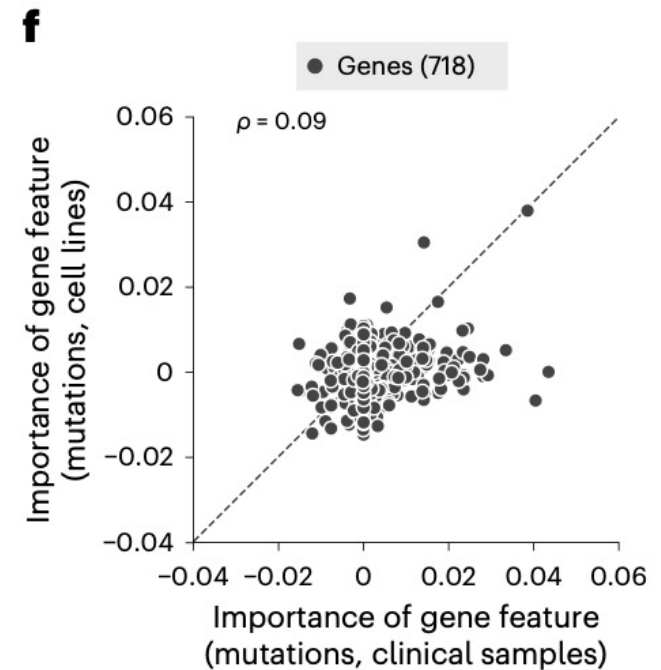 f
Genes (718)
ρ = 0.09
0.06
0.04
0.02
0
−0.02
−0.04
Importance of gene feature
(mutations, cell lines)
−0.04 −0.02 0 0.02 0.04 0.06
Importance of gene feature
(mutations, clinical samples)